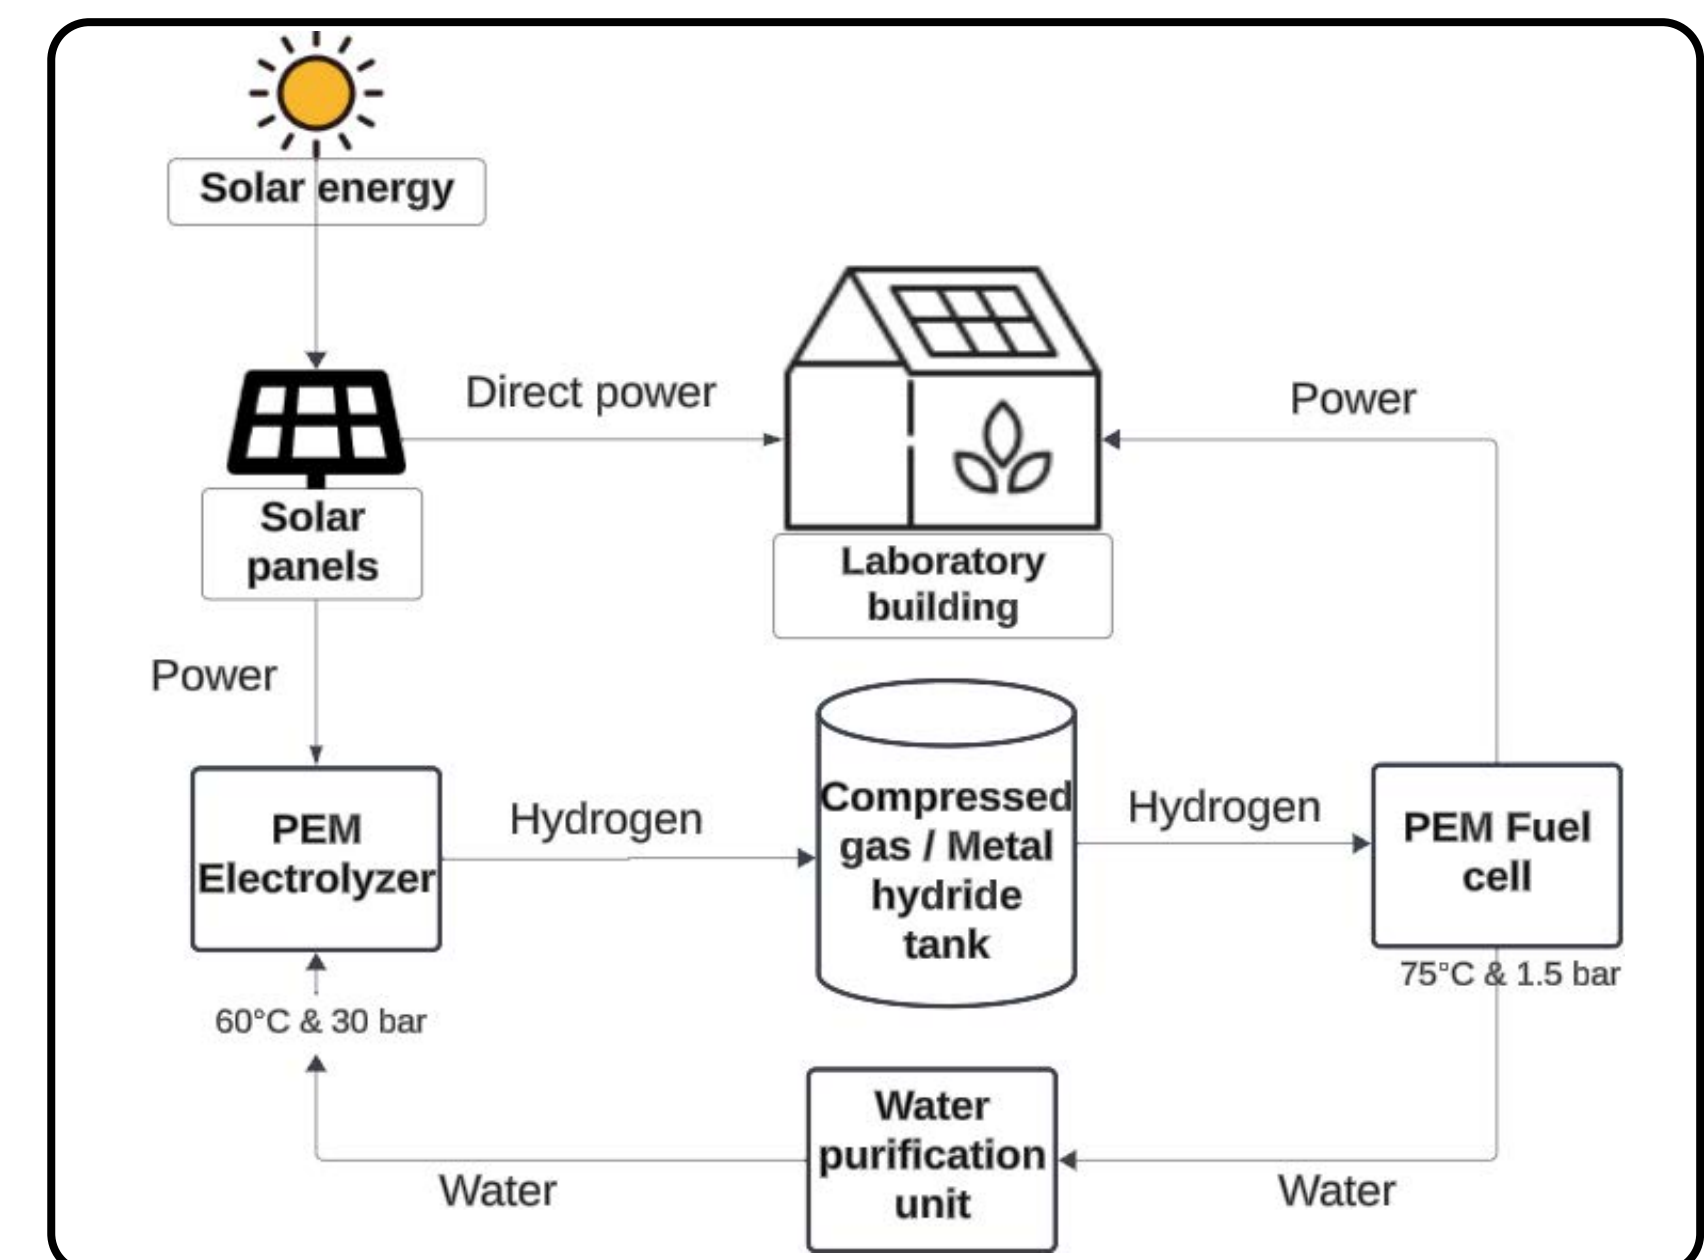 Solar energy
Direct power
Power
Solar
panels
Laboratory
building
Power
PEM
Electrolyzer
Hydrogen
Compressed
gas / Metal
hydride
tank
Hydrogen
PEM Fuel
cell
60°C & 30 bar
75°C & 1.5 bar
Water
purification
unit
Water
Water